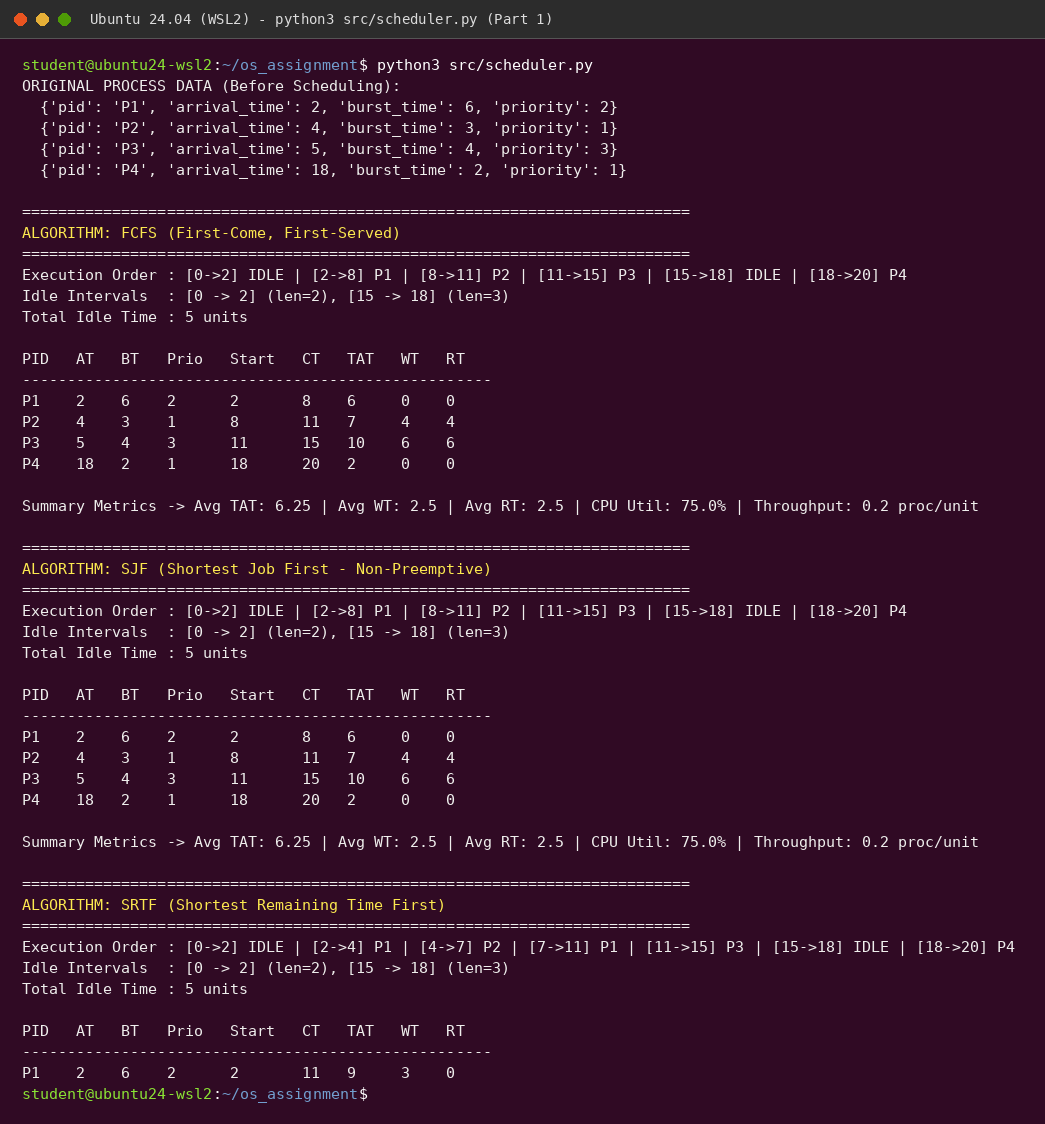 Ubuntu 24.04 (WSL2) - python3 src/scheduler.py (Part 1)
student@ubuntu24-wsl2:~/os_assignment$ python3 src/scheduler.py
ORIGINAL PROCESS DATA (Before Scheduling):
  {'pid': 'P1', 'arrival_time': 2, 'burst_time': 6, 'priority': 2}
  {'pid': 'P2', 'arrival_time': 4, 'burst_time': 3, 'priority': 1}
  {'pid': 'P3', 'arrival_time': 5, 'burst_time': 4, 'priority': 3}
  {'pid': 'P4', 'arrival_time': 18, 'burst_time': 2, 'priority': 1}
==========================================================================
ALGORITHM: FCFS (First-Come, First-Served)
==========================================================================
Execution Order : [0->2] IDLE | [2->8] P1 | [8->11] P2 | [11->15] P3 | [15->18] IDLE | [18->20] P4
Idle Intervals  : [0 -> 2] (len=2), [15 -> 18] (len=3)
Total Idle Time : 5 units
PID   AT   BT   Prio   Start   CT   TAT   WT   RT
----------------------------------------------------
P1    2    6    2      2       8    6     0    0
P2    4    3    1      8       11   7     4    4
P3    5    4    3      11      15   10    6    6
P4    18   2    1      18      20   2     0    0
Summary Metrics -> Avg TAT: 6.25 | Avg WT: 2.5 | Avg RT: 2.5 | CPU Util: 75.0% | Throughput: 0.2 proc/unit
==========================================================================
ALGORITHM: SJF (Shortest Job First - Non-Preemptive)
==========================================================================
Execution Order : [0->2] IDLE | [2->8] P1 | [8->11] P2 | [11->15] P3 | [15->18] IDLE | [18->20] P4
Idle Intervals  : [0 -> 2] (len=2), [15 -> 18] (len=3)
Total Idle Time : 5 units
PID   AT   BT   Prio   Start   CT   TAT   WT   RT
----------------------------------------------------
P1    2    6    2      2       8    6     0    0
P2    4    3    1      8       11   7     4    4
P3    5    4    3      11      15   10    6    6
P4    18   2    1      18      20   2     0    0
Summary Metrics -> Avg TAT: 6.25 | Avg WT: 2.5 | Avg RT: 2.5 | CPU Util: 75.0% | Throughput: 0.2 proc/unit
==========================================================================
ALGORITHM: SRTF (Shortest Remaining Time First)
==========================================================================
Execution Order : [0->2] IDLE | [2->4] P1 | [4->7] P2 | [7->11] P1 | [11->15] P3 | [15->18] IDLE | [18->20] P4
Idle Intervals  : [0 -> 2] (len=2), [15 -> 18] (len=3)
Total Idle Time : 5 units
PID   AT   BT   Prio   Start   CT   TAT   WT   RT
----------------------------------------------------
P1    2    6    2      2       11   9     3    0
student@ubuntu24-wsl2:~/os_assignment$